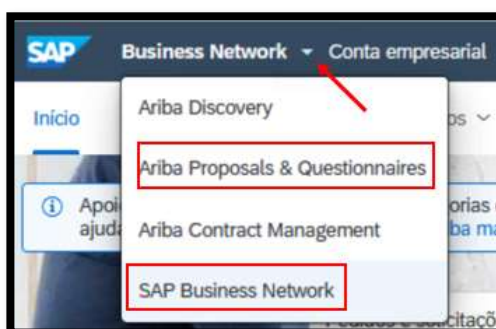 SAP Business Network Conta empresarial
Início
Ariba Discovery
Ariba Proposals & Questionnaires
Ariba Contract Management
SAP Business Network